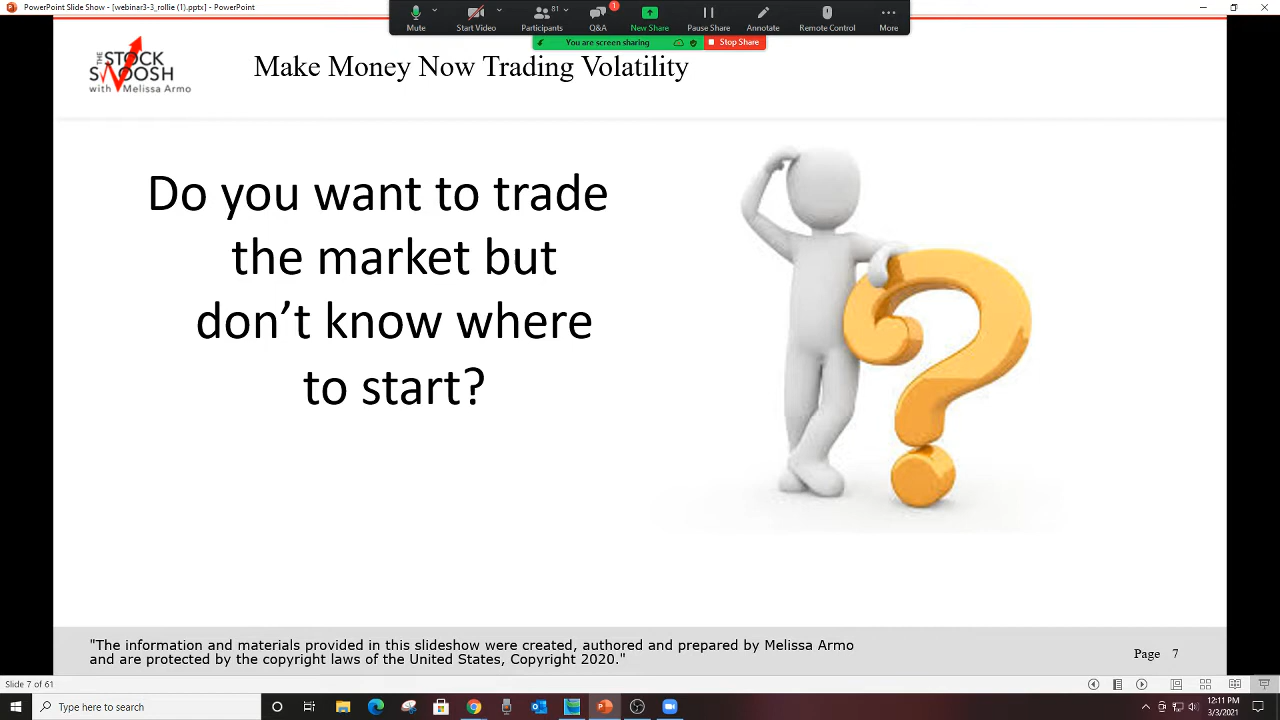 PowerPoint Slide Show - [webinar3-3_rollie (1).pptx] - PowerPoint
Mute
Start Video
81
Participants
1
Q&A
New Share
Pause Share
Annotate
Remote Control
More
You are screen sharing
Stop Share
THE STOCK
SWOOSH
with Melissa Armo
Make Money Now Trading Volatility
Do you want to trade
the market but
don’t know where
to start?
"The information and materials provided in this slideshow were created, authored and prepared by Melissa Armo
and are protected by the copyright laws of the United States, Copyright 2020."
Page 7
Slide 7 of 61
Type here to search
12:11 PM
3/3/2021